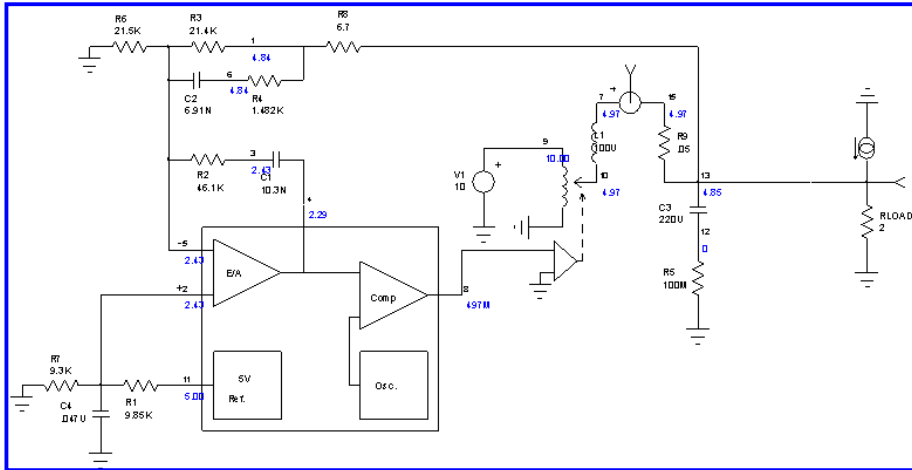 R6
21.5K
R3
21.4K
1
4.84
R8
6.7
6
4.84
C2
6.91N
R4
1.482K
R2
46.1K
3
2.43
C1
10.3N
4
2.29
V1
10
9
10.00
7
4.97
L1
100U
+
15
4.97
R9
.05
10
4.97
13
4.85
C3
220U
12
0
R5
100M
RLOAD
2
-5
2.43
E/A
+2
2.43
Comp
8
497M
R7
9.3K
C4
.047U
R1
9.85K
11
5.00
5V
Ref.
Osc.